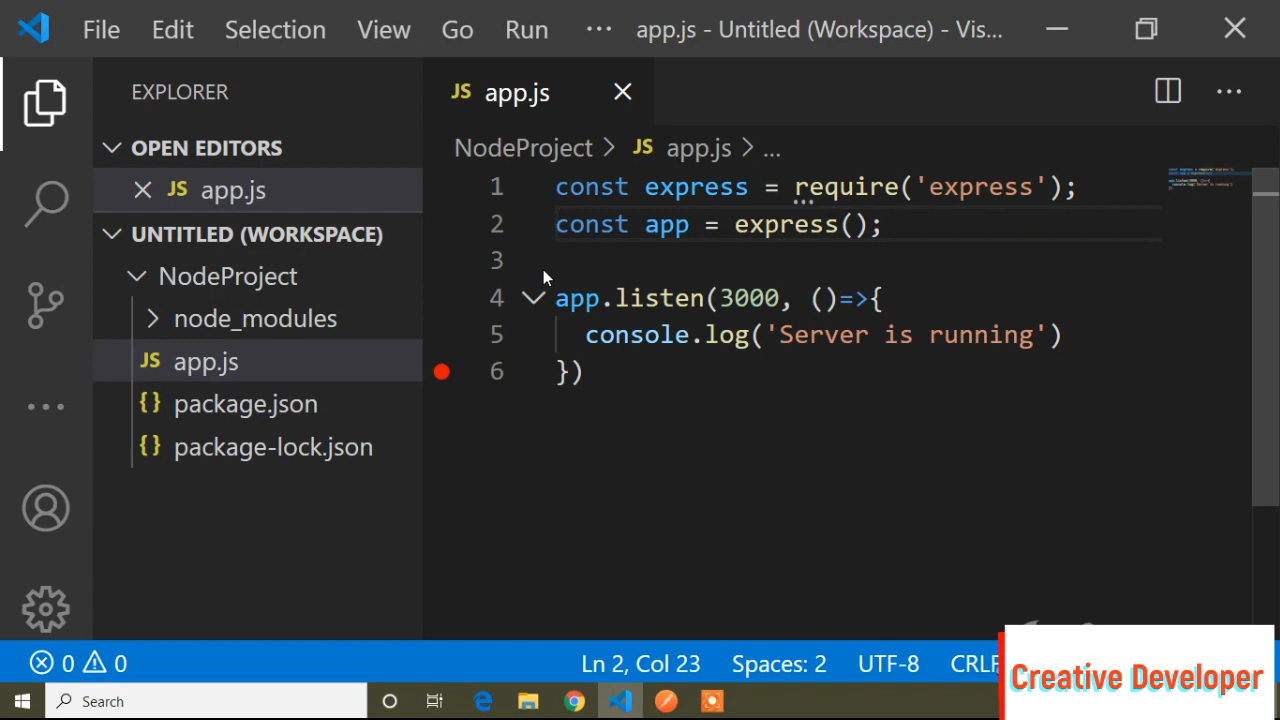 File Edit Selection View Go Run ··· app.js - Untitled (Workspace) - Vis...
EXPLORER
OPEN EDITORS
JS app.js
UNTITLED (WORKSPACE)
NodeProject
node_modules
JS app.js
{} package.json
{} package-lock.json
JS app.js
NodeProject > JS app.js > ...
1 const express = require('express');
2 const app = express();
3
4 app.listen(3000, ()=>{
5 console.log('Server is running')
6 })
0 0 Ln 2, Col 23 Spaces: 2 UTF-8 CRLF
Creative Developer
Search